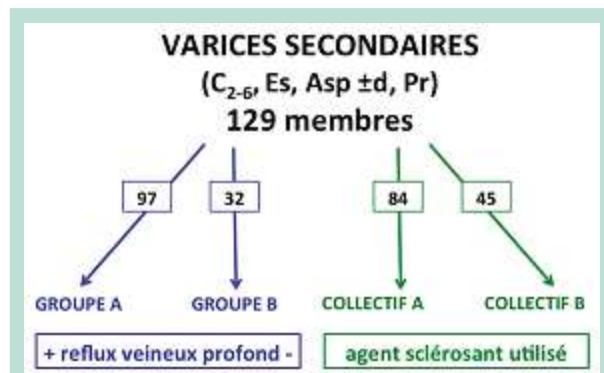 VARICES SECONDAIRES
(C2-6, Es, Asp ±d, Pr)
129 membres
97 32 84 45
GROUPE A GROUPE B COLLECTIF A COLLECTIF B
+ reflux veineux profond - agent sclérosant utilisé